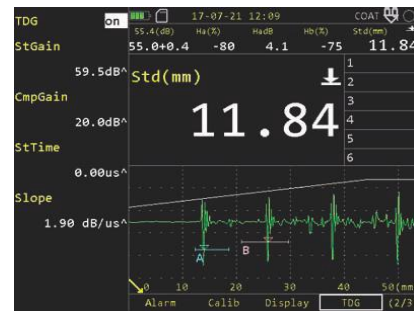 TDG on
StGain
59.5dB^
CmpGain
20.0dB^
StTime
0.00us^
Slope
1.90 dB/us^
17-07-21 12:09 COAT
55.4(dB) Ha(%) HadB Hb(%) Std(mm)
55.0+0.4 -80 4.1 -75 11.84
Std(mm)
11.84
1
2
3
4
5
6
A
B
0 10 20 30 40 50(mm)
Alarm Calib Display TDG (2/3